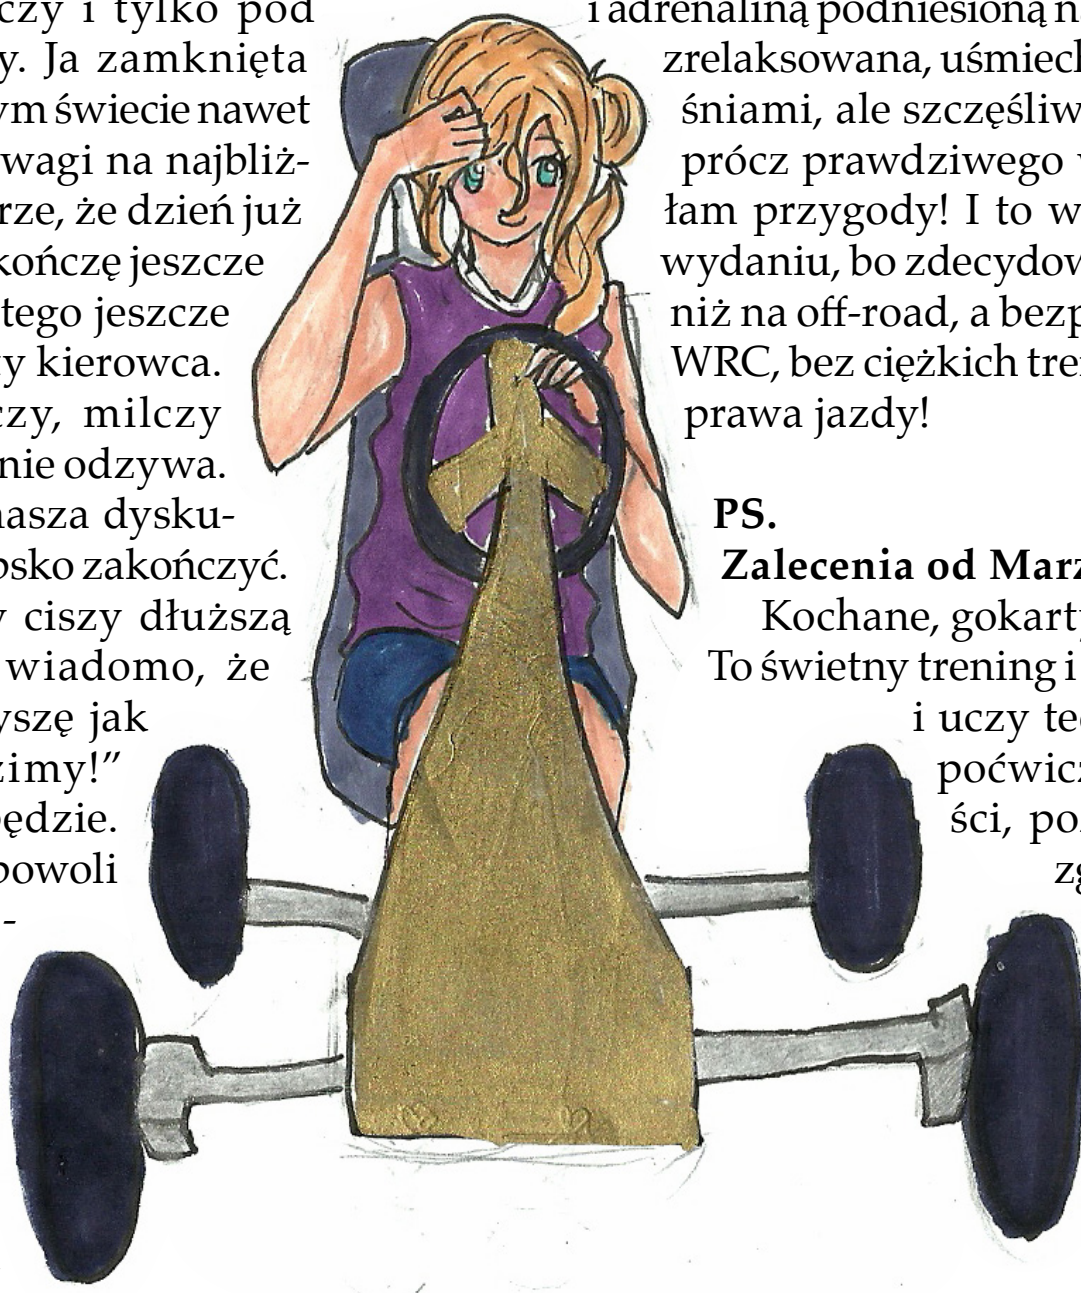 czy i tylko pod
y. Ja zamknięta
ym świecie nawet
wagi na najbliż-
rze, że dzień już
kończę jeszcze
tego jeszcze
y kierowca.
czy, milczy
nie odzywa.
nasza dysku-
osko zakończyć.
y ciszy dłuższą
wiadomo, że
yszę jak
zimy!”
będzie.
powoli
-
i adrenaliną podniesioną n
zrelaksowana, uśmiech
śniami, ale szczęśliw
prócz prawdziwego
łam przygody! I to w
wydaniu, bo zdecydow
niż na off-road, a bezp
WRC, bez ciężkich tre
prawa jazdy!
PS.
Zalecenia od Marz
Kochane, gokarty
To świetny trening i
i uczy te
poćwicz
ści, po
zg